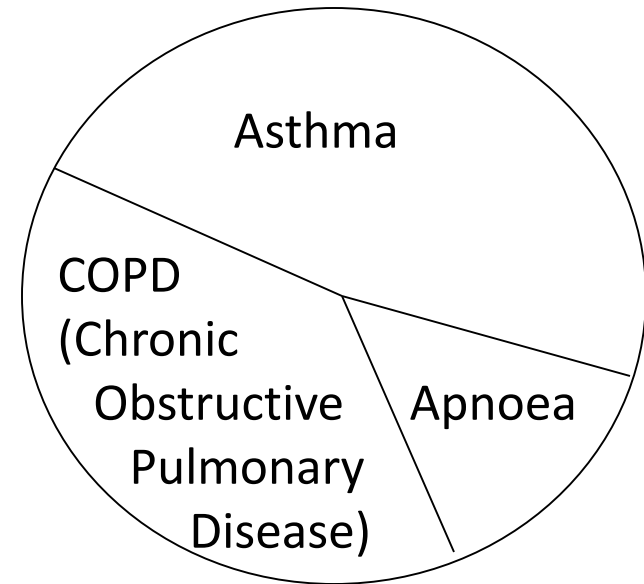 Asthma
COPD
(Chronic
Obstructive
Pulmonary
Disease)
Apnoea